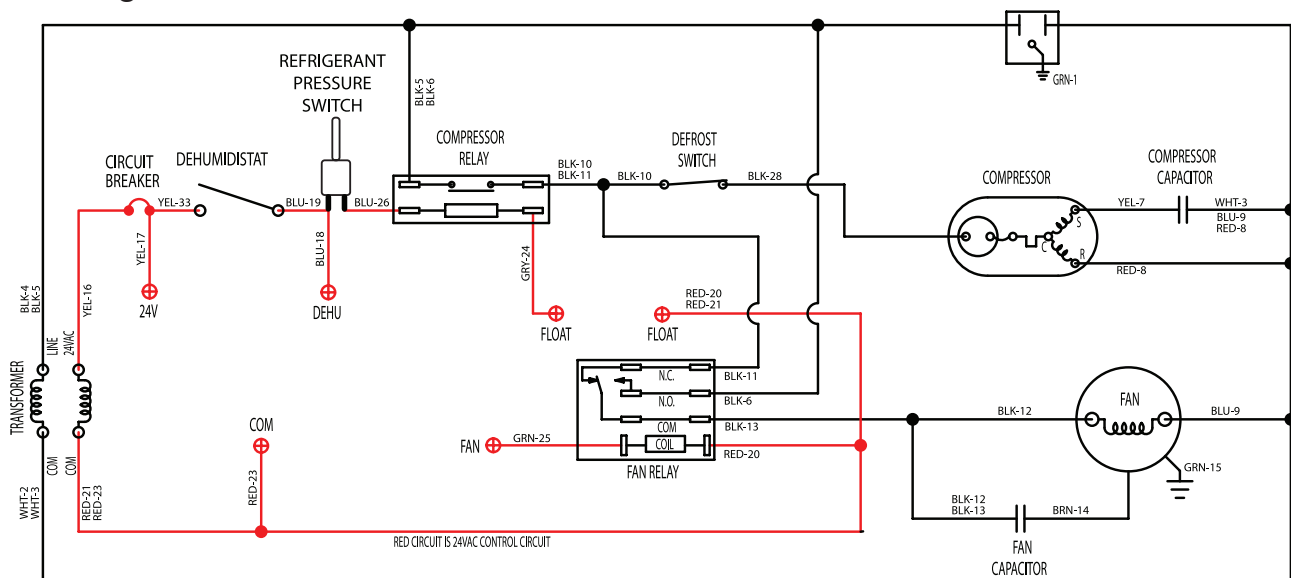 GRN-1
BLK-5
BLK-6
REFRIGERANT
PRESSURE
SWITCH
COMPRESSOR
RELAY
DEFROST
SWITCH
COMPRESSOR
CAPACITOR
CIRCUIT
BREAKER
DEHUMIDISTAT
BLK-10
BLK-11
BLK-10
BLK-28
COMPRESSOR
YEL-33
BLU-19
BLU-26
YEL-7
WHT-3
BLU-9
RED-8
S
C
R
RED-8
YEL-17
BLU-18
GRY-24
24V
DEHU
FLOAT
RED-20
RED-21
FLOAT
BLK-4
BLK-5
YEL-16
LINE
24VAC
TRANSFORMER
COM
COM
WHT-2
WHT-3
RED-21
RED-23
COM
RED-23
N.C.
BLK-11
N.O.
BLK-6
COM
BLK-13
FAN
GRN-25
COIL
RED-20
FAN RELAY
BLK-12
FAN
BLU-9
GRN-15
BLK-12
BLK-13
BRN-14
FAN
CAPACITOR
RED CIRCUIT IS 24VAC CONTROL CIRCUIT